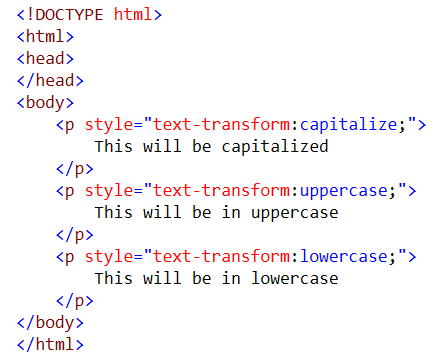 <!DOCTYPE html>
<html>
<head>
</head>
<body>
    <p style="text-transform:capitalize;">
        This will be capitalized
    </p>
    <p style="text-transform:uppercase;">
        This will be in uppercase
    </p>
    <p style="text-transform:lowercase;">
        This will be in lowercase
    </p>
</body>
</html>